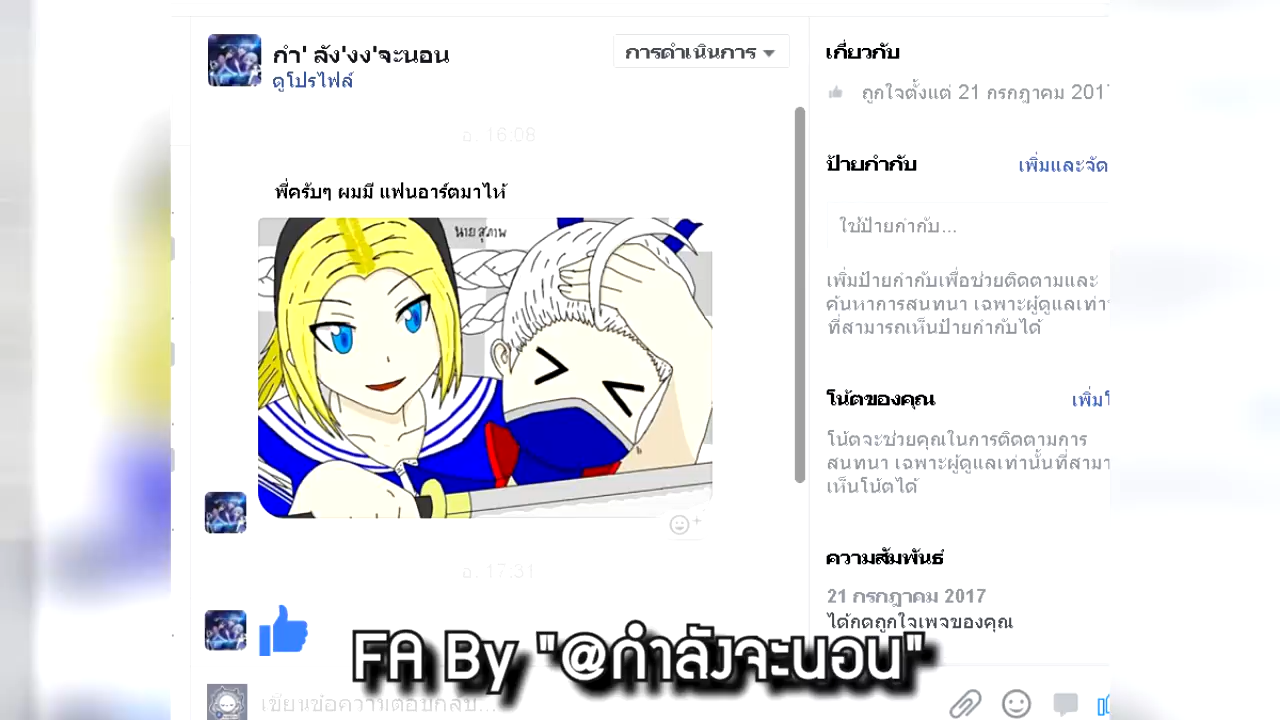 กำ' ลัง'งง'จะนอน
ดูโปรไฟล์
การดำเนินการ
อ. 16:08
พี่ครับๆ ผมมี แฟนอาร์ตมาไห้
นายสุภาพ
อ. 17:31
เขียนข้อความตอบกลับ...
เกี่ยวกับ
ถูกใจตั้งแต่ 21 กรกฎาคม 2017
ป้ายกำกับ
เพิ่มและจัด
ใช้ป้ายกำกับ...
เพิ่มป้ายกำกับเพื่อช่วยติดตามและ
ค้นหาการสนทนา เฉพาะผู้ดูแลเท่า
ที่สามารถเห็นป้ายกำกับได้
โน้ตของคุณ
เพิ่มโ
โน้ตจะช่วยคุณในการติดตามการ
สนทนา เฉพาะผู้ดูแลเท่านั้นที่สามา
เห็นโน้ตได้
ความสัมพันธ์
21 กรกฎาคม 2017
ได้กดถูกใจเพจของคุณ
FA By "@กำลังจะนอน"